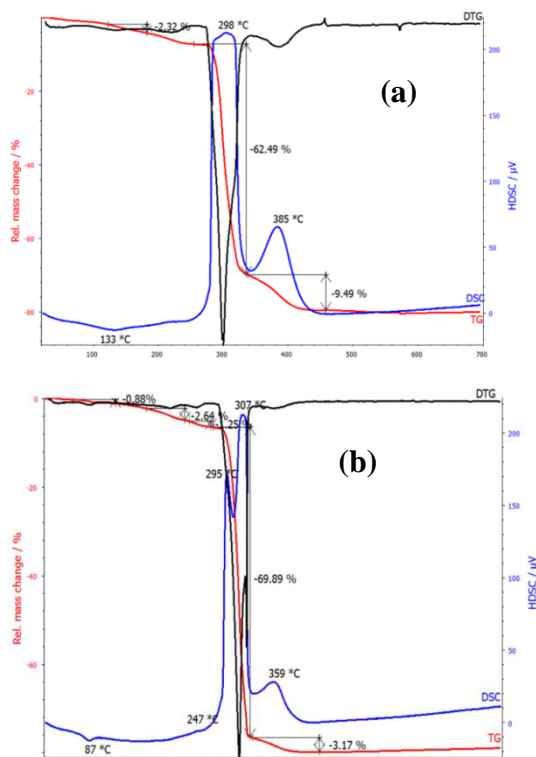 -2.32 %
298 °C
DTG
(a)
Rel. mass change / %
-20
-40
-60
-80
-62.49 %
385 °C
-9.49 %
133 °C
HDSC / µV
200
150
100
50
0
DSC
TG
100
200
300
400
500
600
700
0
-0.88%
-2.64 %
307 °C
DTG
295 °C
(b)
Rel. mass change / %
-20
-40
-60
-69.89 %
247 °C
359 °C
87 °C
-3.17 %
HDSC / µV
200
150
100
50
0
DSC
TG